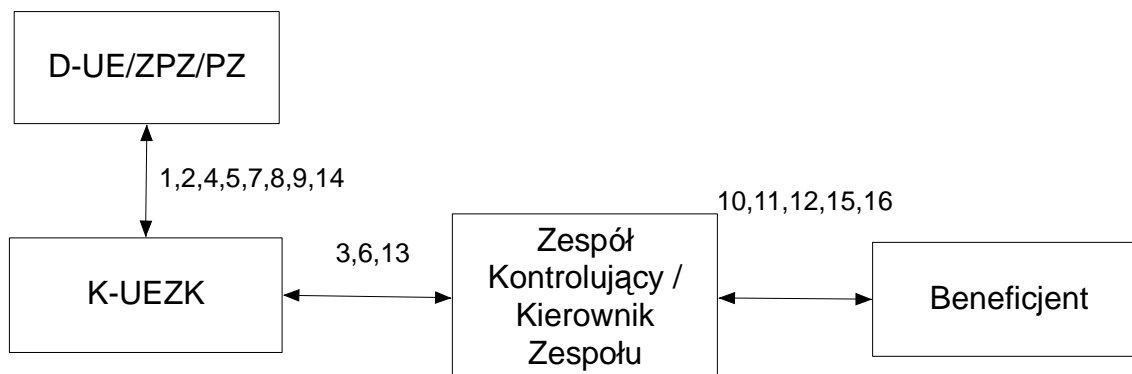 D-UE/ZPZ/PZ
1,2,4,5,7,8,9,14
10,11,12,15,16
K-UEZK
3,6,13
Zespół
Kontrolujący /
Kierownik
Zespołu
Beneficjent